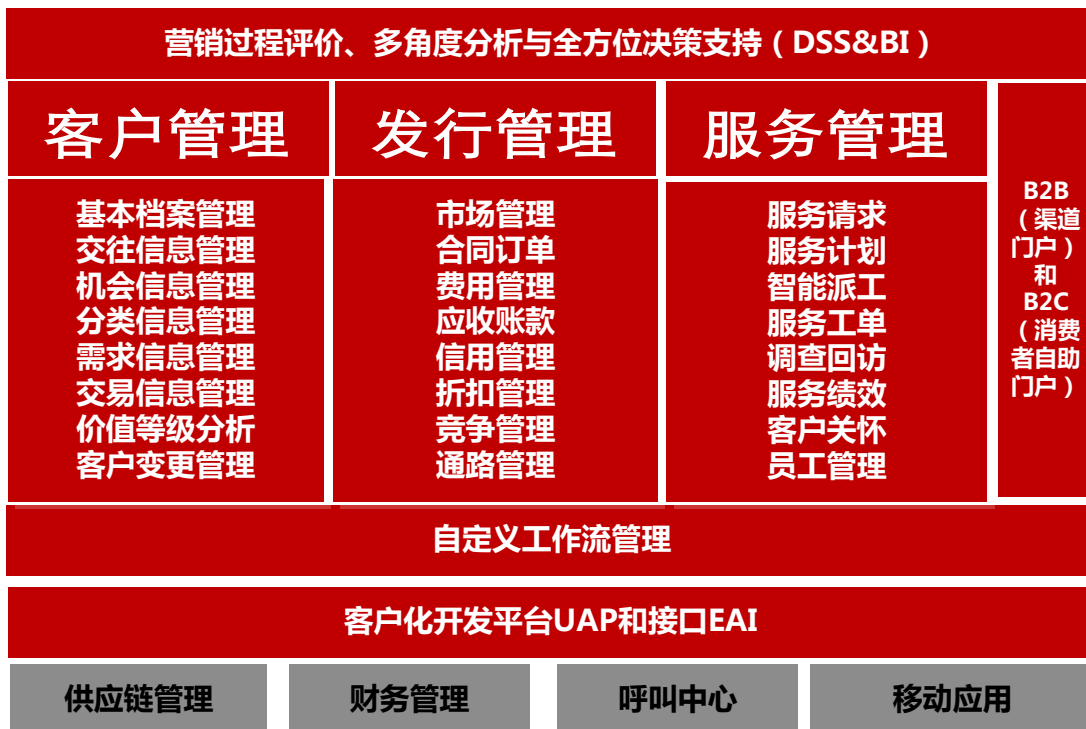 营销过程评价、多角度分析与全方位决策支持（DSS&BI）
客户管理
发行管理
服务管理
基本档案管理
交往信息管理
机会信息管理
分类信息管理
需求信息管理
交易信息管理
价值等级分析
客户变更管理
市场管理
合同订单
费用管理
应收账款
信用管理
折扣管理
竞争管理
通路管理
服务请求
服务计划
智能派工
服务工单
调查回访
服务绩效
客户关怀
员工管理
B2B
（渠道
门户）
和
B2C
（消费
者自助
门户）
自定义工作流管理
客户化开发平台UAP和接口EAI
供应链管理
财务管理
呼叫中心
移动应用